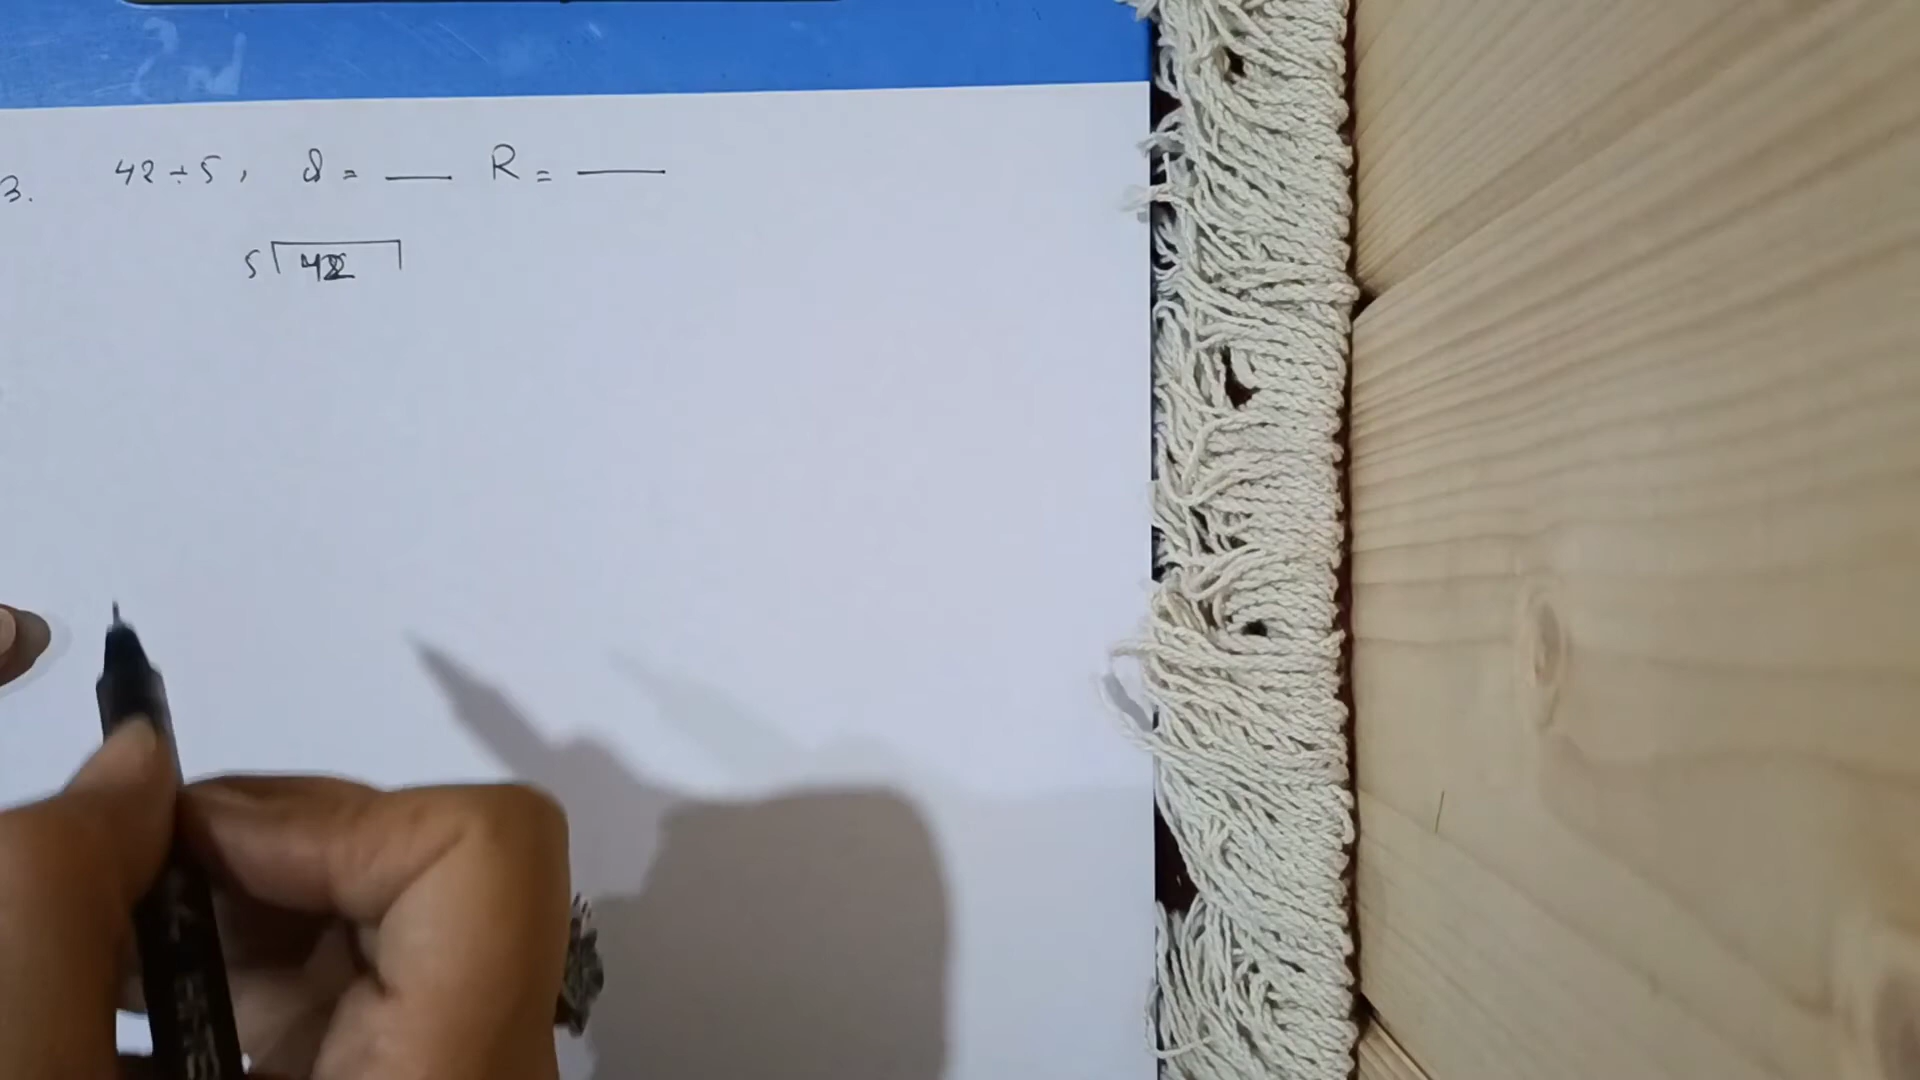 3. 42 ÷ 5, Q = ___ R = ___
5 42